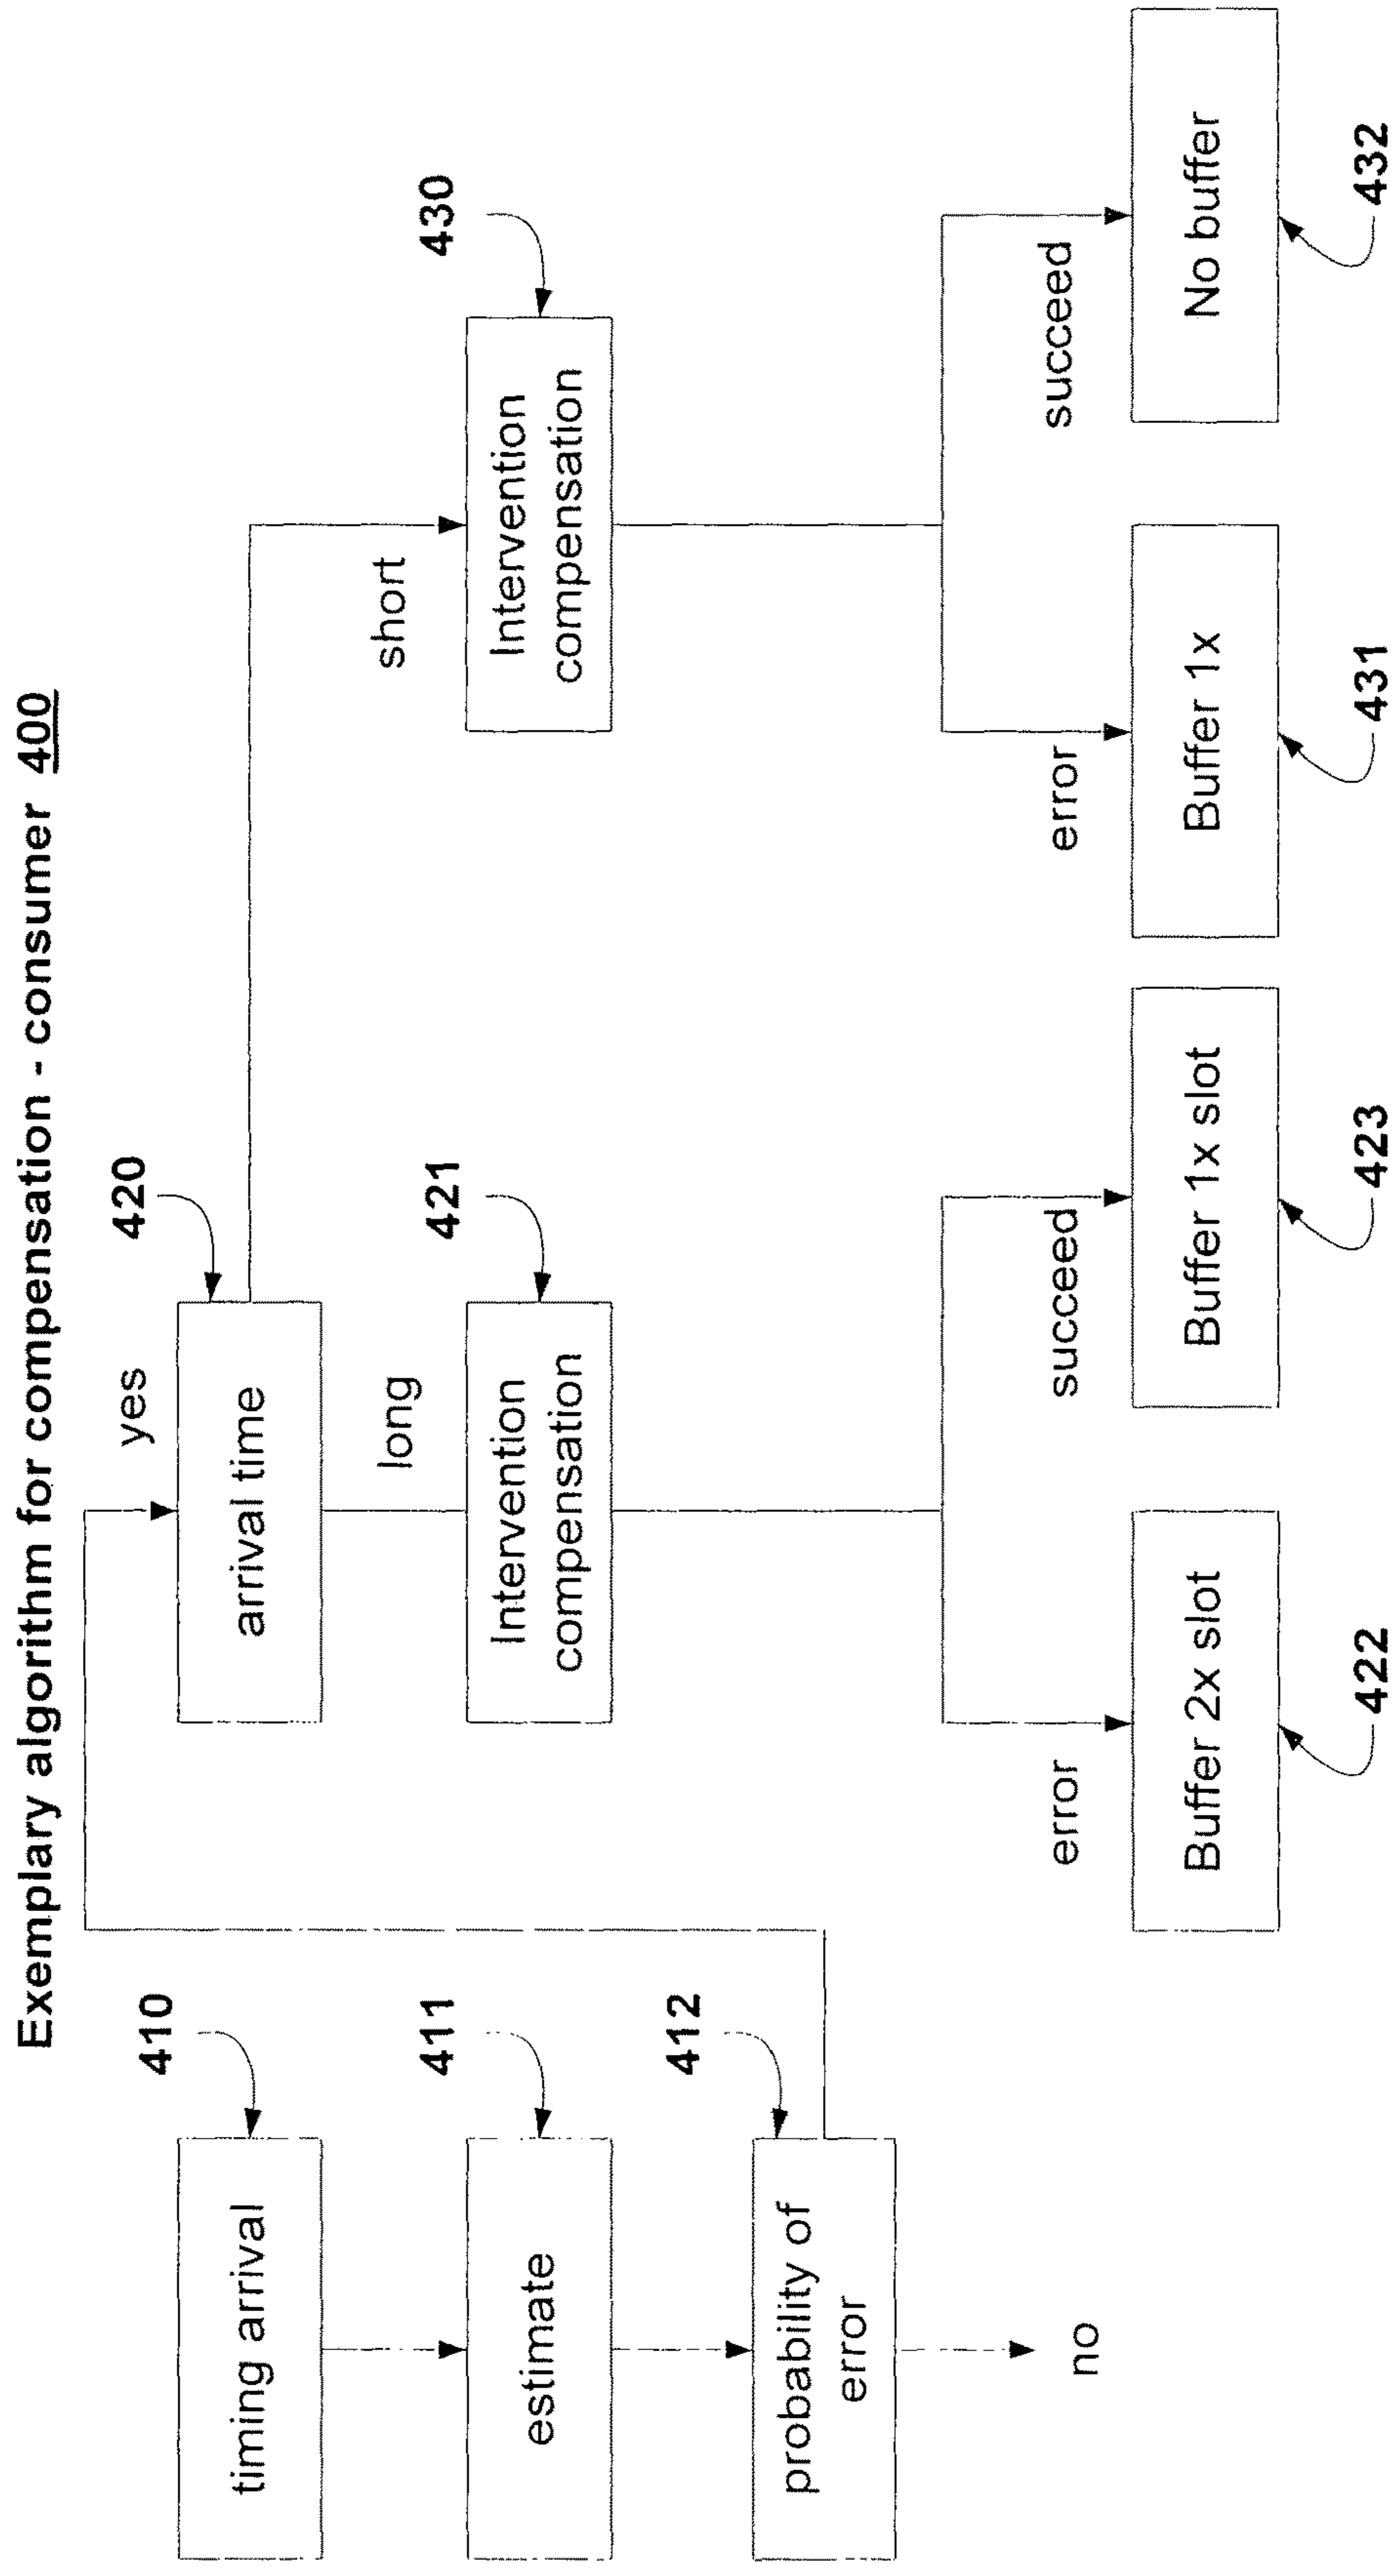 Exemplary algorithm for compensation - consumer 400
410
timing arrival
411
estimate
412
probability of
error
no
yes
420
arrival time
long
short
421
Intervention
compensation
430
Intervention
compensation
error
succeed
error
succeed
Buffer 2x slot
Buffer 1x slot
Buffer 1x
No buffer
422
423
431
432